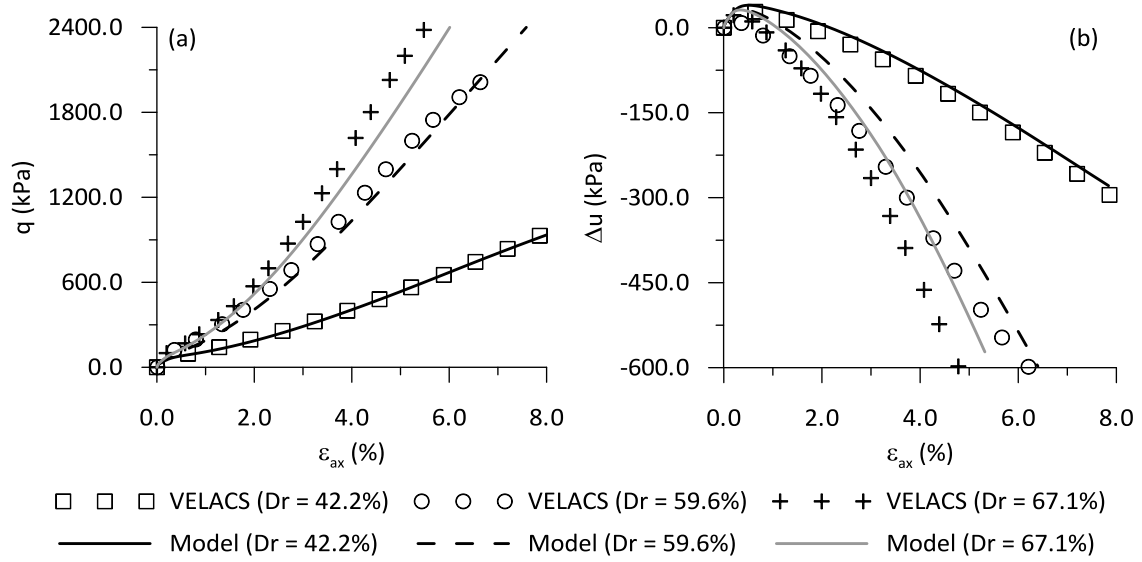 2400.0
1800.0
1200.0
600.0
0.0
q (kPa)
(a)
0.0 2.0 4.0 6.0 8.0
εax (%)
0.0
-150.0
-300.0
-450.0
-600.0
Δu (kPa)
(b)
0.0 2.0 4.0 6.0 8.0
εax (%)
VELACS (Dr = 42.2%) VELACS (Dr = 59.6%) VELACS (Dr = 67.1%)
Model (Dr = 42.2%) Model (Dr = 59.6%) Model (Dr = 67.1%)